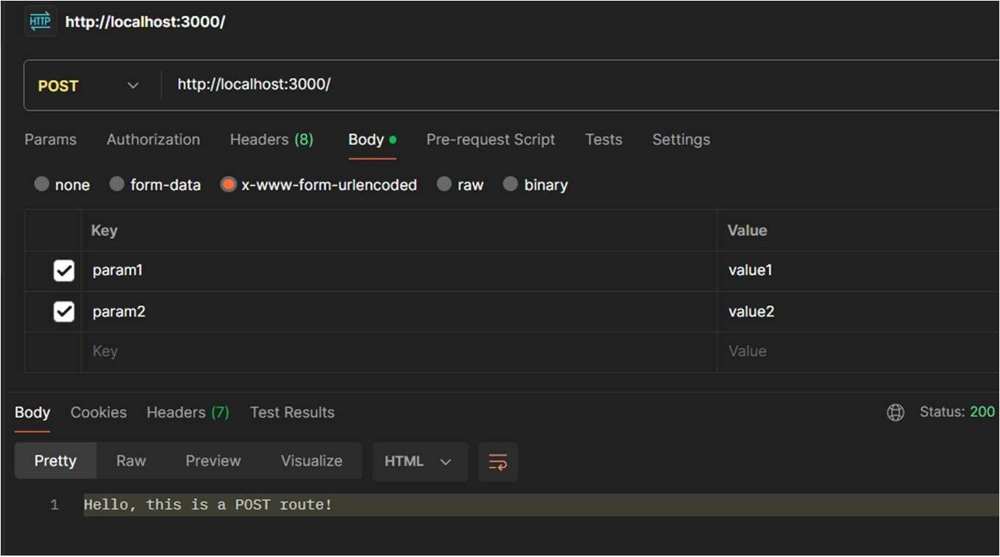 HTTP http://localhost:3000/
POST http://localhost:3000/
Params Authorization Headers (8) Body Pre-request Script Tests Settings
none form-data x-www-form-urlencoded raw binary
Key Value
param1 value1
param2 value2
Key Value
Body Cookies Headers (7) Test Results Status: 200
Pretty Raw Preview Visualize HTML
1 Hello, this is a POST route!